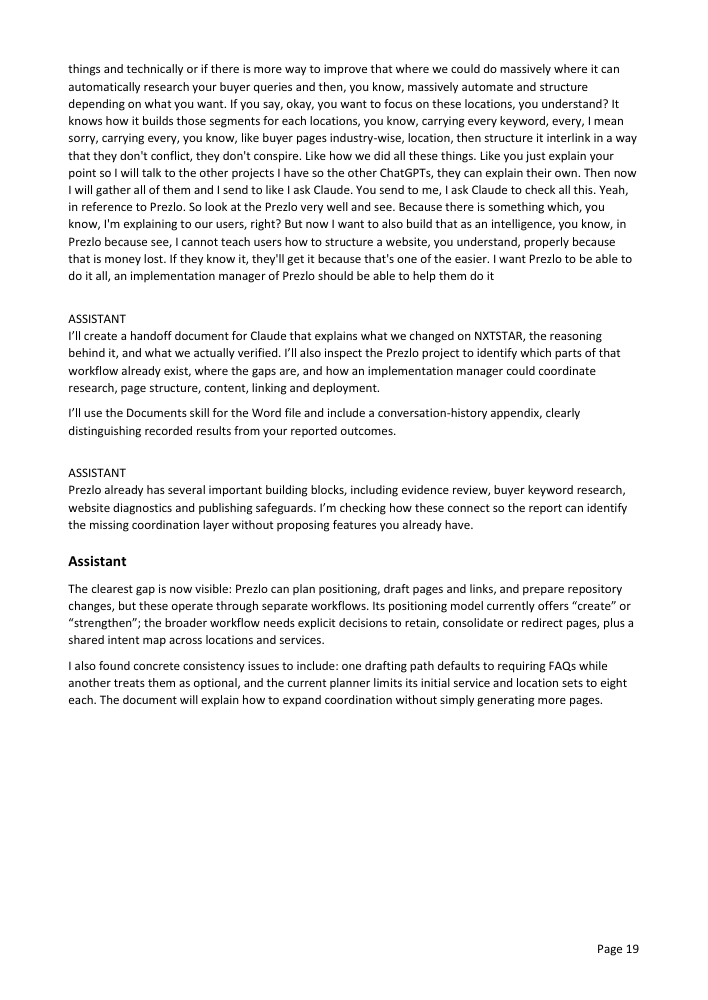 things and technically or if there is more way to improve that where we could do massively where it can
automatically research your buyer queries and then, you know, massively automate and structure
depending on what you want. If you say, okay, you want to focus on these locations, you understand? It
knows how it builds those segments for each locations, you know, carrying every keyword, every, I mean
sorry, carrying every, you know, like buyer pages industry-wise, location, then structure it interlink in a way
that they don't conflict, they don't conspire. Like how we did all these things. Like you just explain your
point so I will talk to the other projects I have so the other ChatGPTs, they can explain their own. Then now
I will gather all of them and I send to like I ask Claude. You send to me, I ask Claude to check all this. Yeah,
in reference to Prezlo. So look at the Prezlo very well and see. Because there is something which, you
know, I'm explaining to our users, right? But now I want to also build that as an intelligence, you know, in
Prezlo because see, I cannot teach users how to structure a website, you understand, properly because
that is money lost. If they know it, they'll get it because that's one of the easier. I want Prezlo to be able to
do it all, an implementation manager of Prezlo should be able to help them do it
ASSISTANT
I’ll create a handoff document for Claude that explains what we changed on NXTSTAR, the reasoning
behind it, and what we actually verified. I’ll also inspect the Prezlo project to identify which parts of that
workflow already exist, where the gaps are, and how an implementation manager could coordinate
research, page structure, content, linking and deployment.
I’ll use the Documents skill for the Word file and include a conversation-history appendix, clearly
distinguishing recorded results from your reported outcomes.
ASSISTANT
Prezlo already has several important building blocks, including evidence review, buyer keyword research,
website diagnostics and publishing safeguards. I’m checking how these connect so the report can identify
the missing coordination layer without proposing features you already have.
Assistant
The clearest gap is now visible: Prezlo can plan positioning, draft pages and links, and prepare repository
changes, but these operate through separate workflows. Its positioning model currently offers “create” or
“strengthen”; the broader workflow needs explicit decisions to retain, consolidate or redirect pages, plus a
shared intent map across locations and services.
I also found concrete consistency issues to include: one drafting path defaults to requiring FAQs while
another treats them as optional, and the current planner limits its initial service and location sets to eight
each. The document will explain how to expand coordination without simply generating more pages.
Page 19